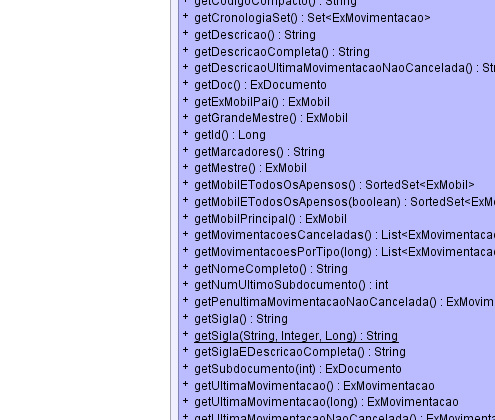 + getCodigoCompacto() : String
+ getCronologiaSet() : Set<ExMovimentacao>
+ getDescricao() : String
+ getDescricaoCompleta() : String
+ getDescricaoUltimaMovimentacaoNaoCancelada() : Str
+ getDoc() : ExDocumento
+ getExMobilPai() : ExMobil
+ getGrandeMestre() : ExMobil
+ getId() : Long
+ getMarcadores() : String
+ getMestre() : ExMobil
+ getMobilETodosOsApensos() : SortedSet<ExMobil>
+ getMobilETodosOsApensos(boolean) : SortedSet<ExMo
+ getMobilPrincipal() : ExMobil
+ getMovimentacoesCanceladas() : List<ExMovimentacao
+ getMovimentacoesPorTipo(long) : List<ExMovimentaca
+ getNomeCompleto() : String
+ getNumUltimoSubdocumento() : int
+ getPenultimaMovimentacaoNaoCancelada() : ExMovim
+ getSigla() : String
+ getSigla(String, Integer, Long) : String
+ getSiglaEDescricaoCompleta() : String
+ getSubdocumento(int) : ExDocumento
+ getUltimaMovimentacao() : ExMovimentacao
+ getUltimaMovimentacao(long) : ExMovimentacao
+ getUltimaMovimentacaoNaoCancelada() : ExMovimenta